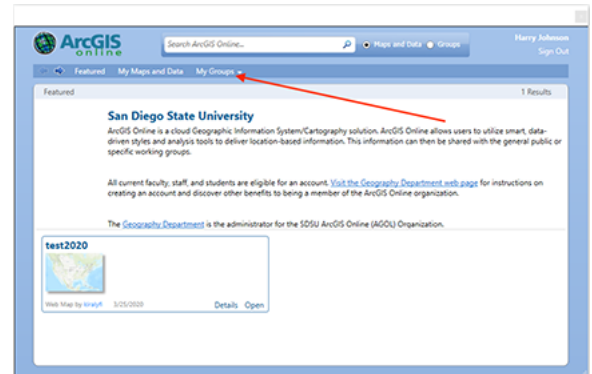 ArcGIS
online
Search ArcGIS Online...
Maps and Data Groups
Harry Johnson
Sign Out
Featured My Maps and Data My Groups
Featured
1 Results
San Diego State University
ArcGIS Online is a cloud Geographic Information System/Cartography solution. ArcGIS Online allows users to utilize smart, data-
driven styles and analysis tools to deliver location-based information. This information can then be shared with the general public or
specific working groups.
All current faculty, staff, and students are eligible for an account. Visit the Geography Department web page for instructions on
creating an account and discover other benefits to being a member of the ArcGIS Online organization.
The Geography Department is the administrator for the SDSU ArcGIS Online (AGOL) Organization.
test2020
Web Map by 5/25/2020
Details Open